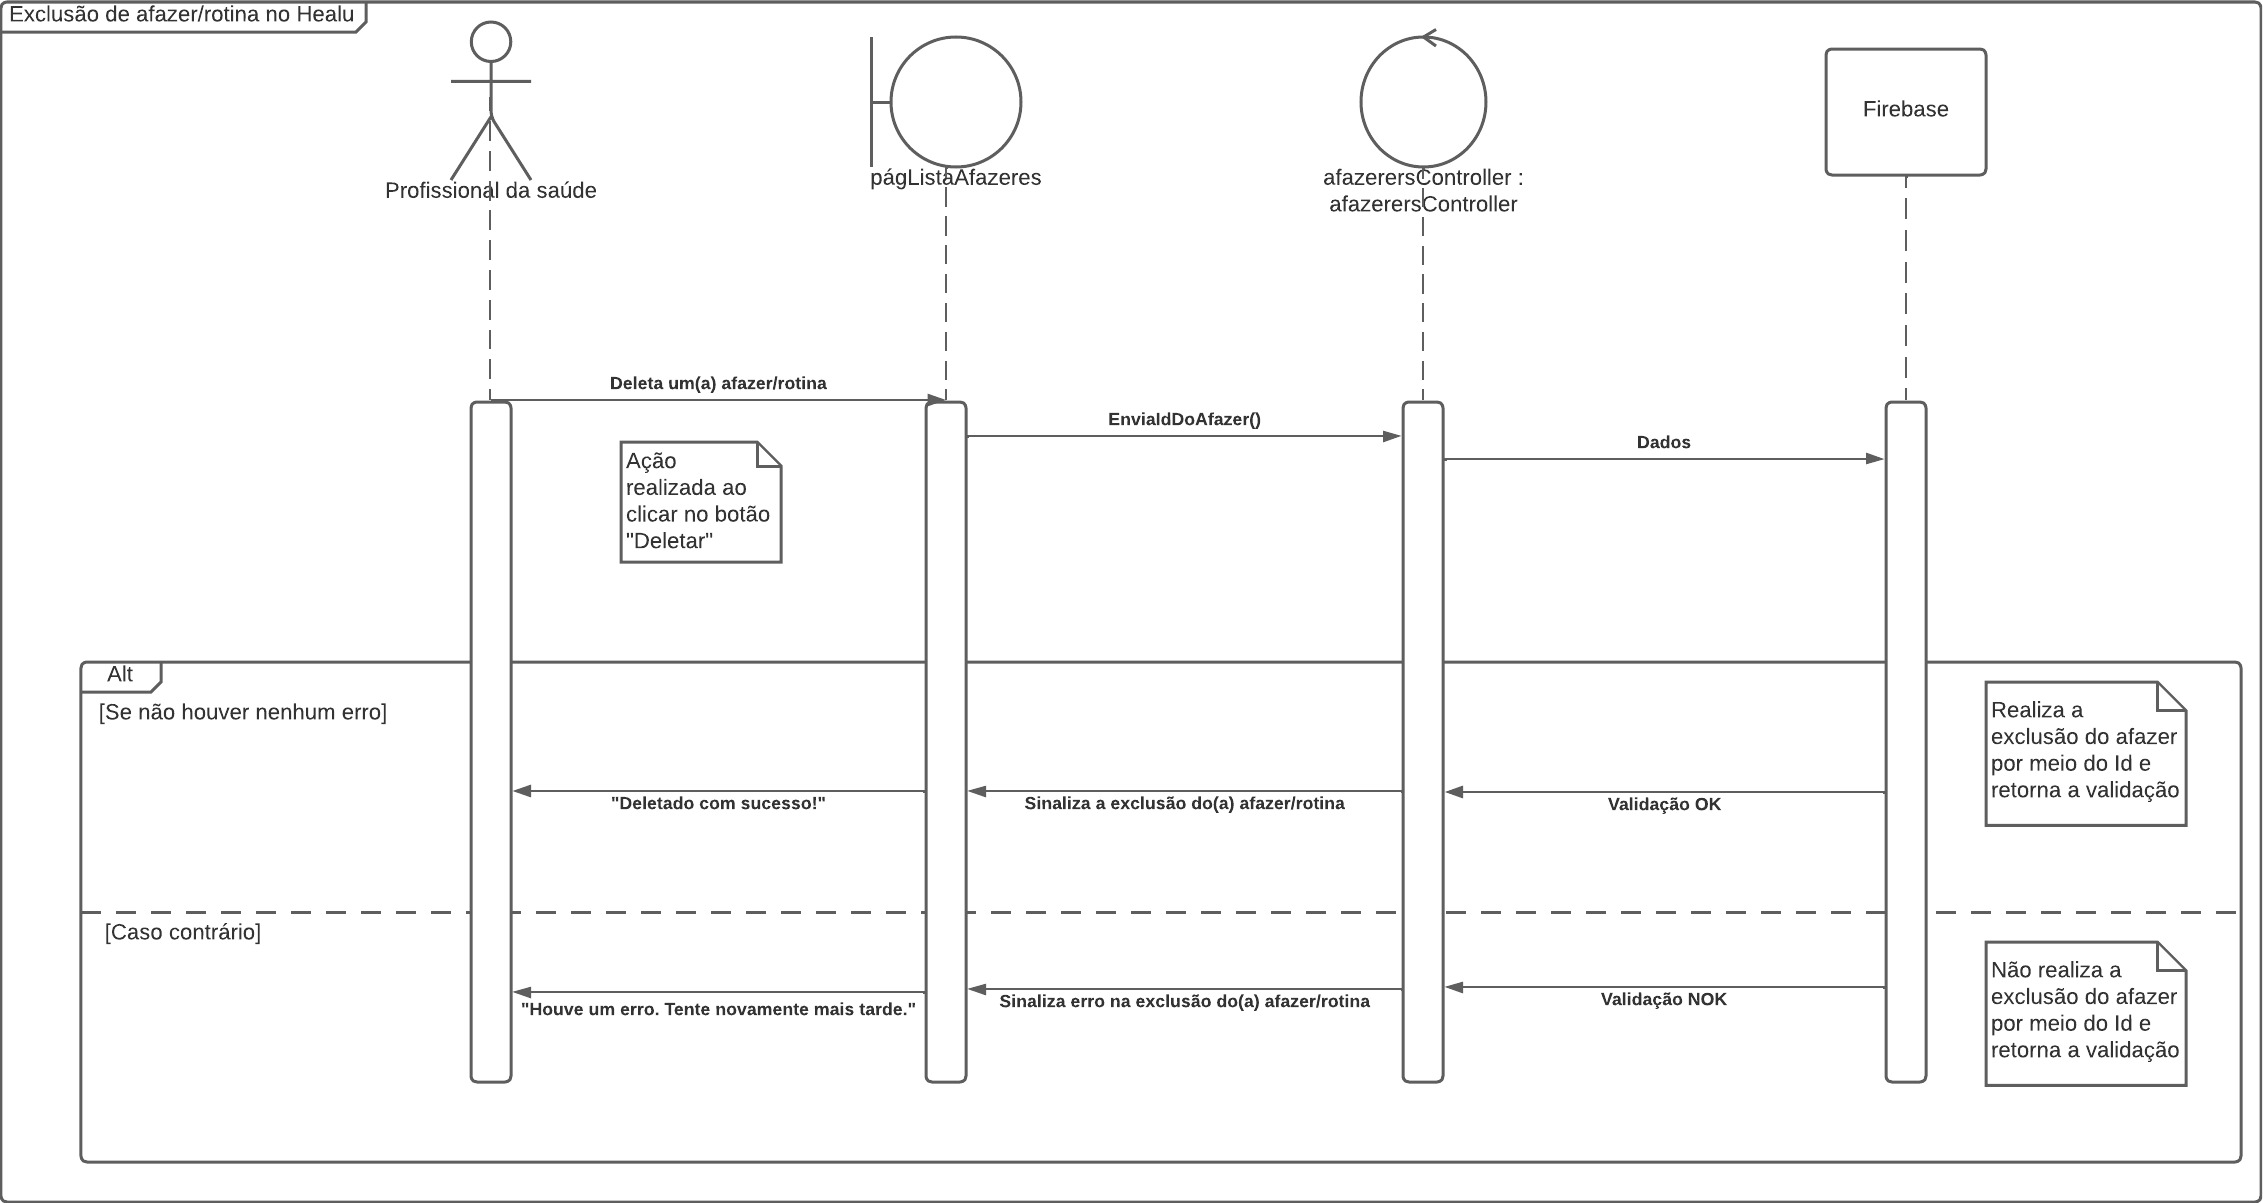 Exclusão de afazer/rotina no Healu
Profissional da saúde
págListaAfazeres
afazerersController :
afazerersController
Firebase
Deleta um(a) afazer/rotina
EnviaIdDoAfazer()
Dados
Ação
realizada ao
clicar no botão
"Deletar"
Alt
[Se não houver nenhum erro]
Realiza a
exclusão do afazer
por meio do Id e
retorna a validação
"Deletado com sucesso!"
Sinaliza a exclusão do(a) afazer/rotina
Validação OK
[Caso contrário]
Não realiza a
exclusão do afazer
por meio do Id e
retorna a validação
"Houve um erro. Tente novamente mais tarde."
Sinaliza erro na exclusão do(a) afazer/rotina
Validação NOK